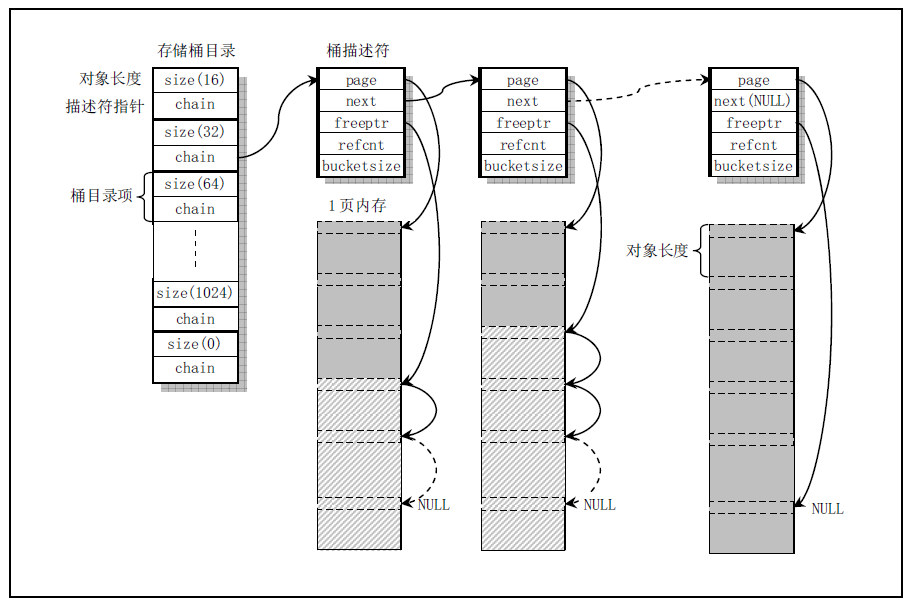 存储桶目录
对象长度
描述符指针
size(16)
chain
size(32)
chain
桶目录项
size(64)
chain
size(1024)
chain
size(0)
chain
桶描述符
page
next
freeptr
refcnt
bucketsize
1页内存
NULL
page
next
freeptr
refcnt
bucketsize
NULL
page
next(NULL)
freeptr
refcnt
bucketsize
对象长度
NULL